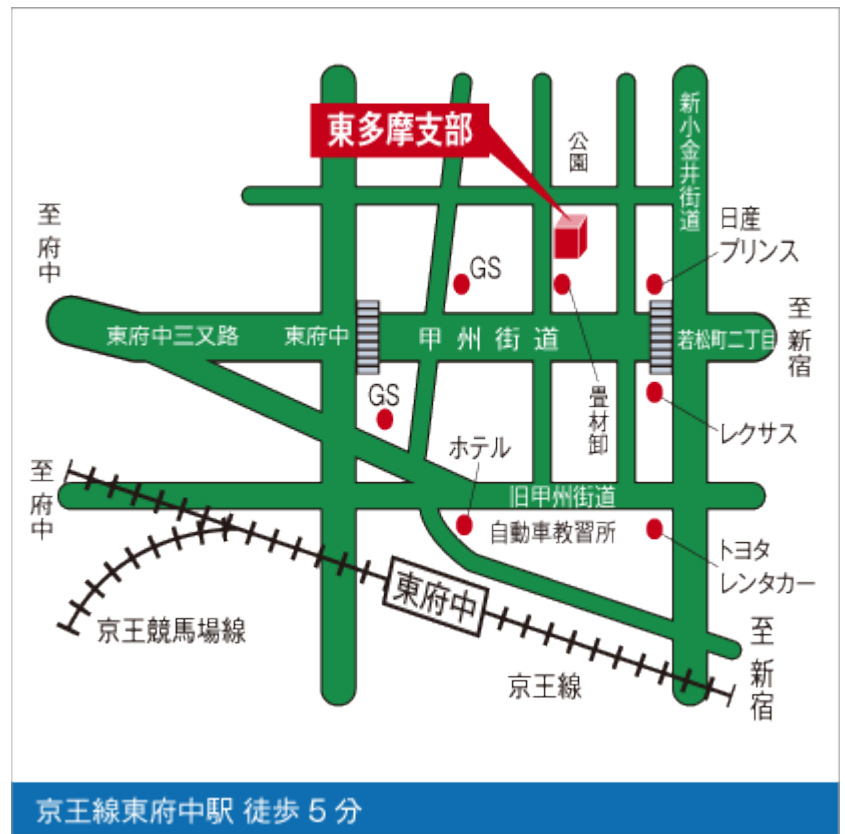 新小金井街道
東多摩支部
公園
至府中
日産
プリンス
GS
至新宿
東府中三又路
東府中
甲州街道
若松町二丁目
GS
畳材卸
レクサス
ホテル
至府中
旧甲州街道
自動車教習所
トヨタ
レンタカー
東府中
京王競馬場線
至新宿
京王線
京王線東府中駅 徒歩 5 分